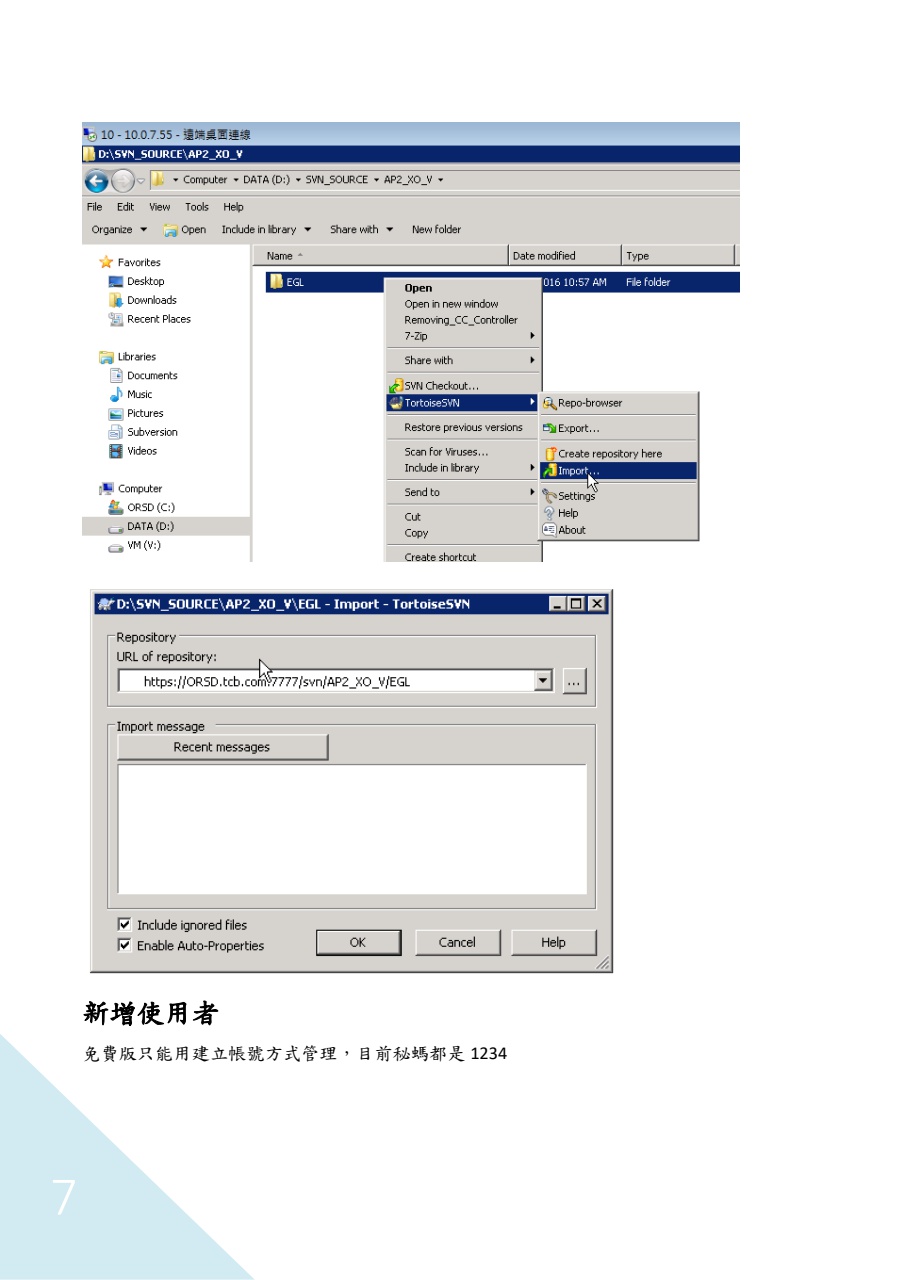 10 - 10.0.7.55 - 遠端桌面連線
D:\SVN_SOURCE\AP2_XO_V
Computer DATA (D:) SVN_SOURCE AP2_XO_V
File Edit View Tools Help
Organize Open Include in library Share with New folder
Favorites
Desktop
Downloads
Recent Places
Libraries
Documents
Music
Pictures
Subversion
Videos
Computer
ORSD (C:)
DATA (D:)
VM (V:)
Name Date modified Type
EGL 016 10:57 AM File folder
Open
Open in new window
Removing_CC_Controller
7-Zip
Share with
SVN Checkout...
TortoiseSVN
Restore previous versions
Scan for Viruses...
Include in library
Send to
Cut
Copy
Create shortcut
Repo-browser
Export...
Create repository here
Import...
Settings
Help
About
D:\SVN_SOURCE\AP2_XO_V\EGL - Import - TortoiseSVN
Repository
URL of repository:
https://ORSD.tcb.com:7777/svn/AP2_XO_V/EGL
...
Import message
Recent messages
Include ignored files
Enable Auto-Properties
OK Cancel Help
新增使用者
免費版只能用建立帳號方式管理，目前秘螞都是 1234
7